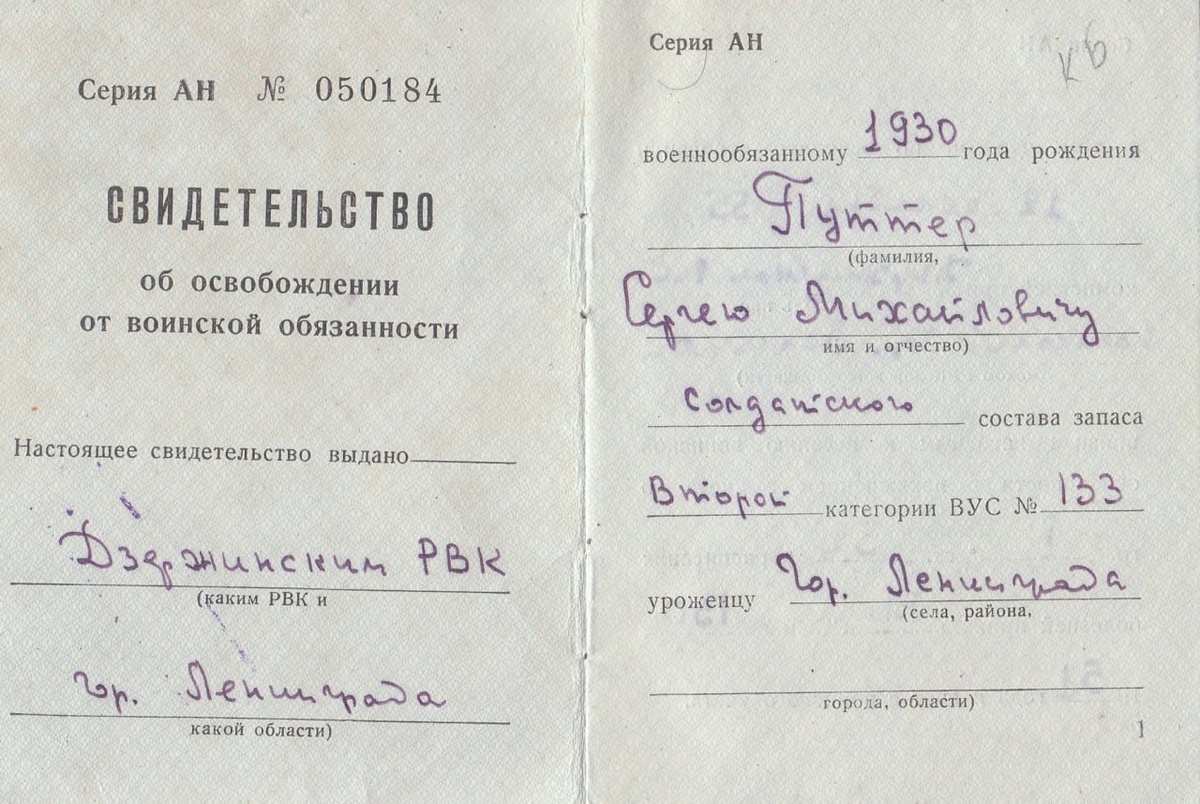 Серия АН № 050184
СВИДЕТЕЛЬСТВО
об освобождении
от воинской обязанности
Настоящее свидетельство выдано
Дзержинским РВК
(каким РВК и
гор. Ленинграда
какой области)
Серия АН
военнообязанному 1930 года рождения
Путтер
(фамилия,
Сергею Михайловичу
имя и отчество)
солдатского состава запаса
второй категории ВУС № 133
уроженцу гор. Ленинграда
(села, района,
города, области)
1